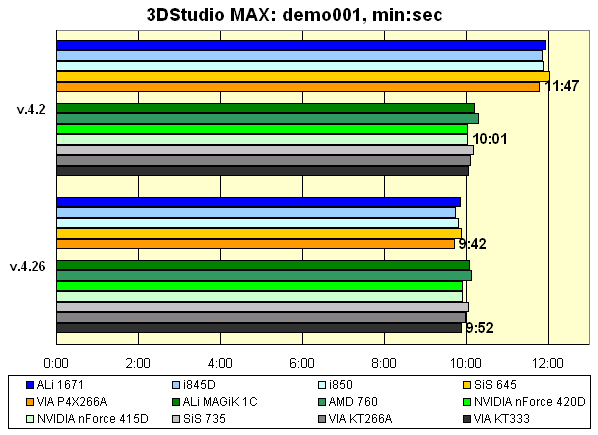 3DStudio MAX: demo001, min:sec
11:47
v.4.2
10:01
9:42
v.4.26
9:52
0:00 2:00 4:00 6:00 8:00 10:00 12:00
ALi 1671 i845D i850 SiS 645
VIA P4X266A ALi MAGiK 1C AMD 760 NVIDIA nForce 420D
NVIDIA nForce 415D SiS 735 VIA KT266A VIA KT333